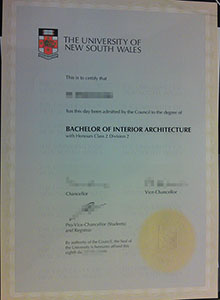 THE UNIVERSITY OF
NEW SOUTH WALES
This is to certify that
has this day been admitted by the Council to the degree of
BACHELOR OF INTERIOR ARCHITECTURE
with Honours Class 2 Division 2
Chancellor
Vice-Chancellor
Pro-Vice-Chancellor (Students)
and Registrar
By authority of the Council, the Seal of
the University is hereunto affixed this
eighth day